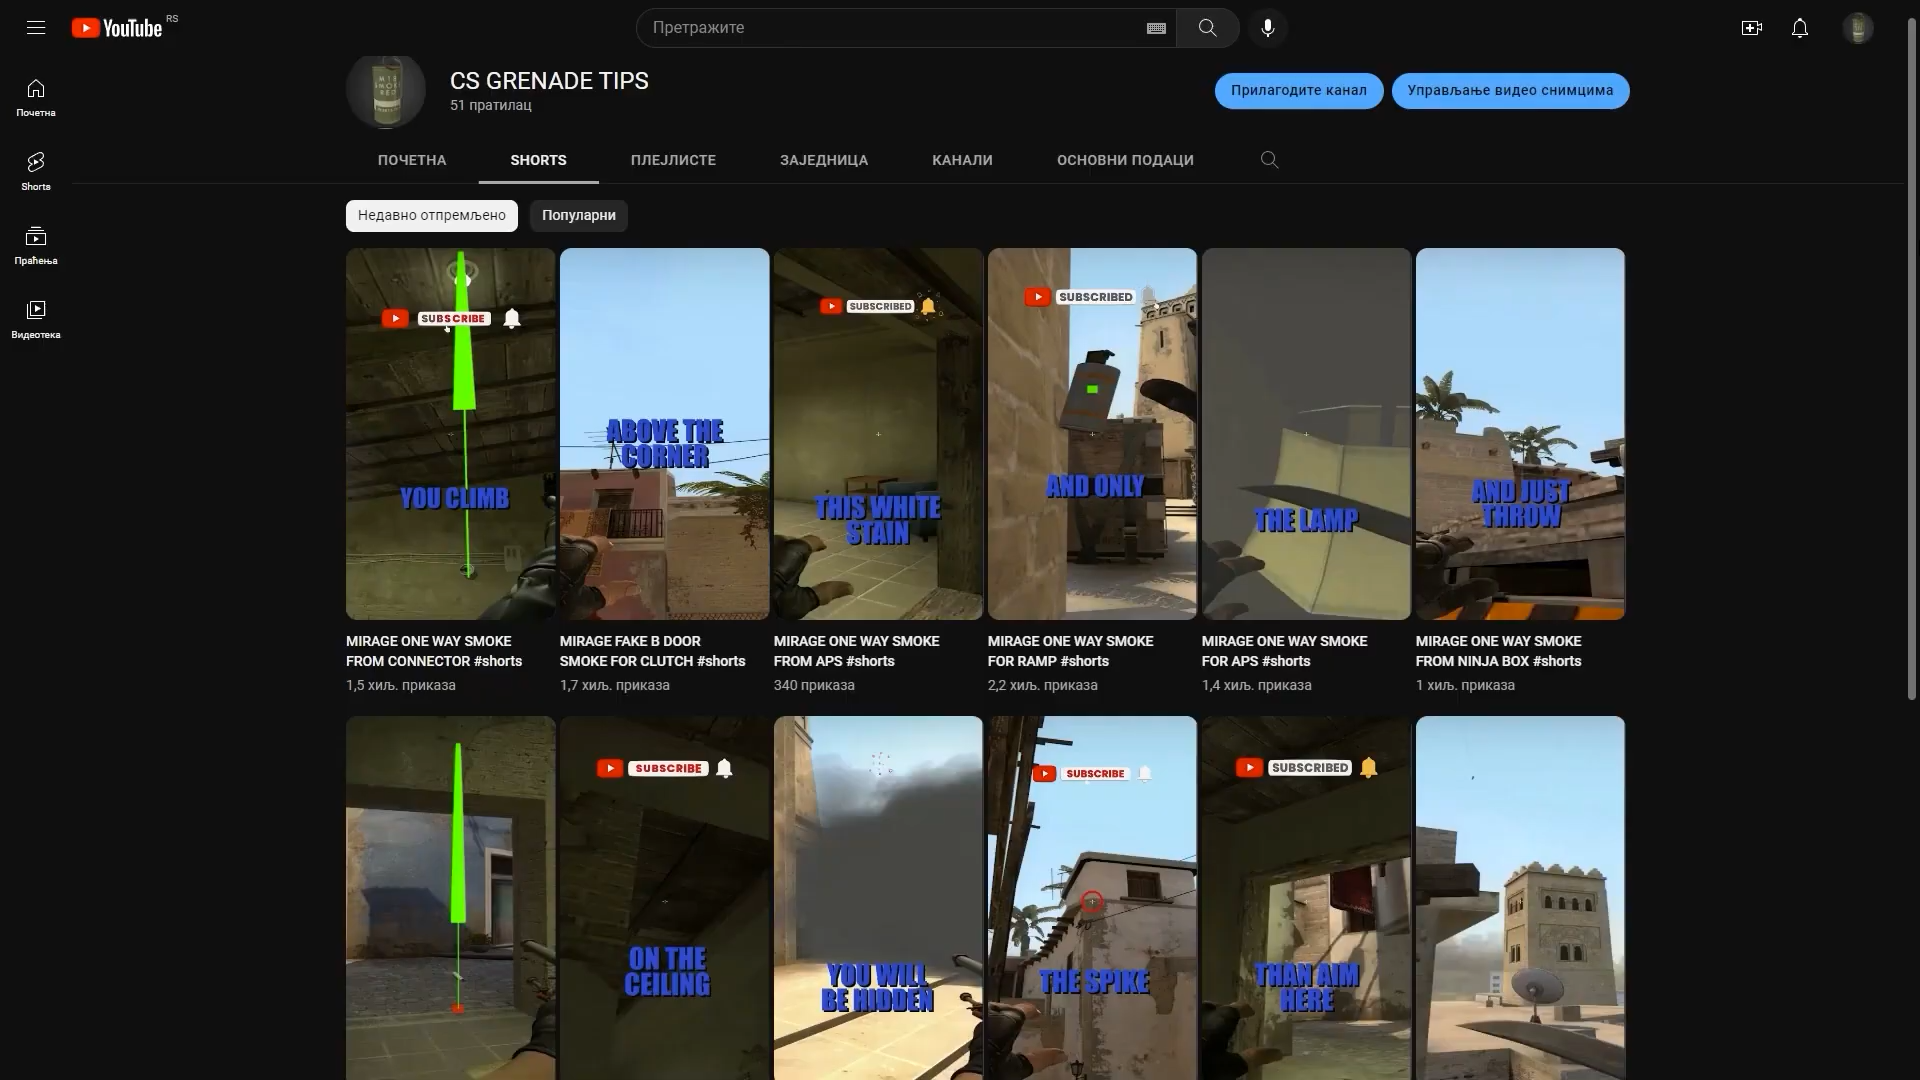 YouTube RS
Претражите
CS GRENADE TIPS
51 пратилац
Прилагодите канал
Управљање видео снимцима
Почетна
Shorts
Праћења
Видеотека
ПОЧЕТНА
SHORTS
ПЛЕЈЛИСТЕ
ЗАЈЕДНИЦА
КАНАЛИ
ОСНОВНИ ПОДАЦИ
Недавно отпремљено
Популарни
SUBSCRIBE
YOU CLIMB
MIRAGE ONE WAY SMOKE
FROM CONNECTOR #shorts
1,5 хиљ. приказа
ABOVE THE
CORNER
MIRAGE FAKE B DOOR
SMOKE FOR CLUTCH #shorts
1,7 хиљ. приказа
SUBSCRIBED
THIS WHITE
STAIN
MIRAGE ONE WAY SMOKE
FROM APS #shorts
340 приказа
SUBSCRIBED
AND ONLY
MIRAGE ONE WAY SMOKE
FOR RAMP #shorts
2,2 хиљ. приказа
THE LAMP
MIRAGE ONE WAY SMOKE
FOR APS #shorts
1,4 хиљ. приказа
AND JUST
THROW
MIRAGE ONE WAY SMOKE
FROM NINJA BOX #shorts
1 хиљ. приказа
SUBSCRIBE
ON THE
CEILING
YOU WILL
BE HIDDEN
SUBSCRIBE
THE SPIKE
SUBSCRIBED
THAN AIM
HERE